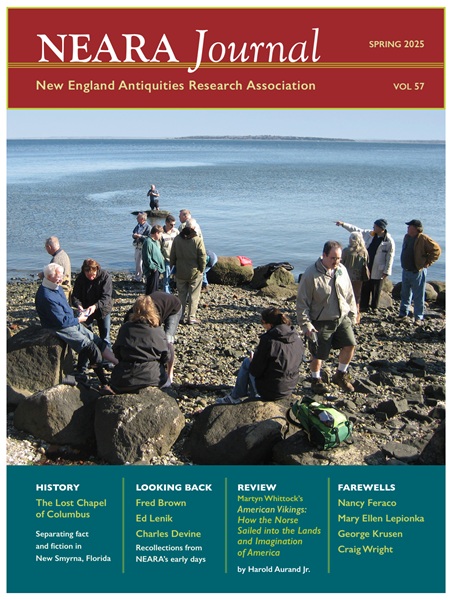 NEARA Journal
SPRING 2025
New England Antiquities Research Association
VOL 57
HISTORY
The Lost Chapel
of Columbus
Separating fact
and fiction in
New Smyrna, Florida
LOOKING BACK
Fred Brown
Ed Lenik
Charles Devine
Recollections from
NEARA's early days
REVIEW
Martyn Whittock's
American Vikings:
How the Norse
Sailed into the Lands
and Imagination
of America
by Harold Aurand Jr.
FAREWELLS
Nancy Feraco
Mary Ellen Lepionka
George Krusen
Craig Wright